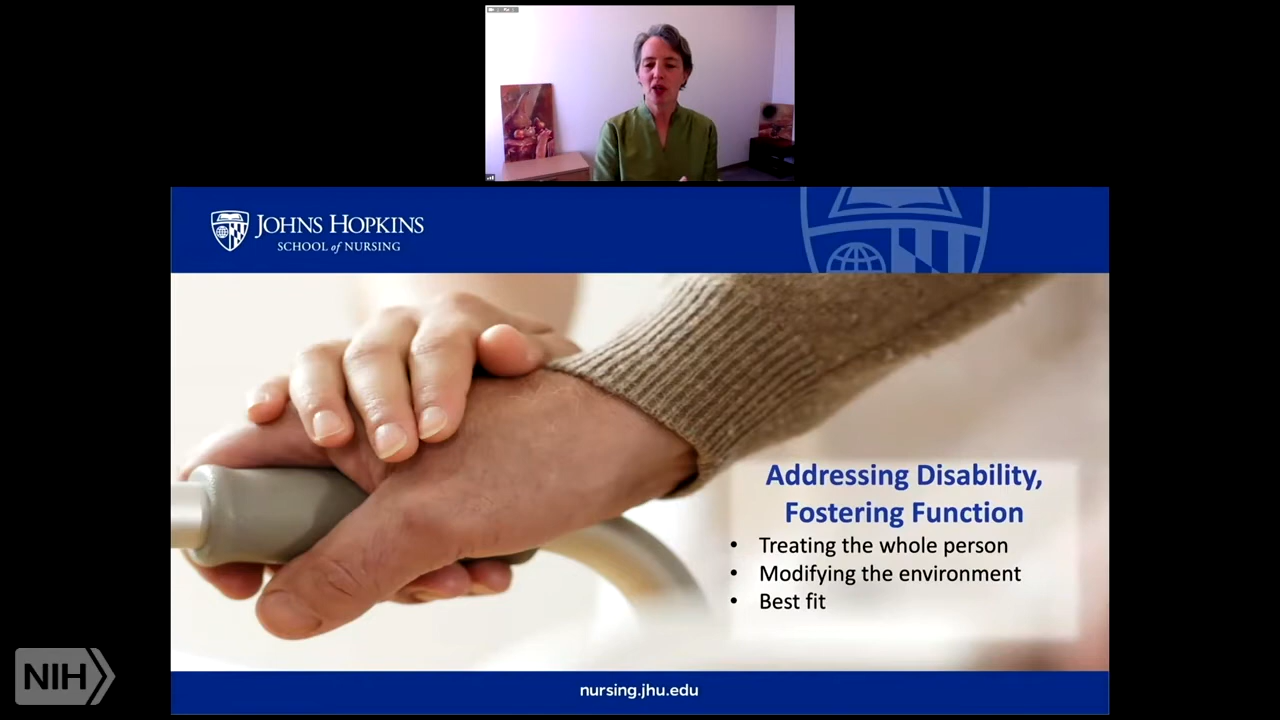 JOHNS HOPKINS
SCHOOL of NURSING
Addressing Disability,
Fostering Function
• Treating the whole person
• Modifying the environment
• Best fit
NIH
nursing.jhu.edu